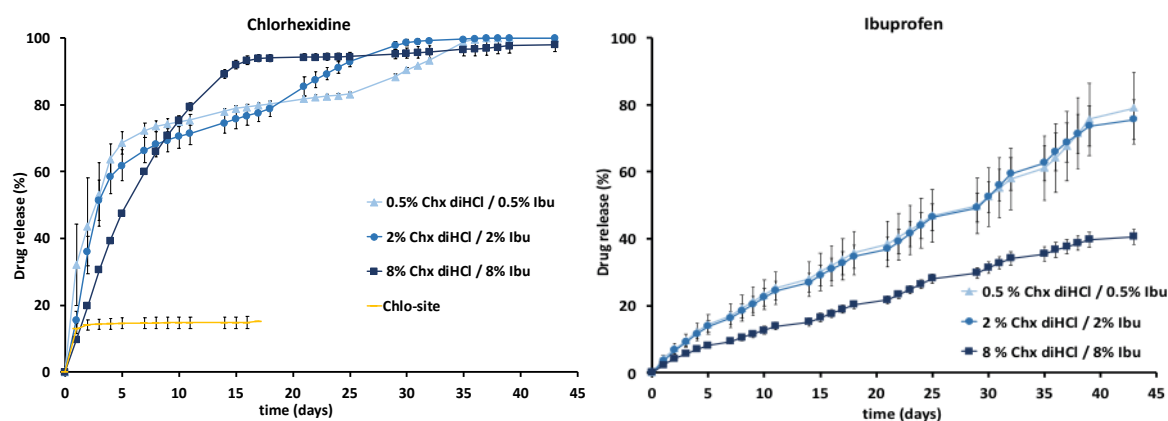 Chlorhexidine
Drug release (%)
100
80
60
40
20
0
0.5% Chx diHCl / 0.5% Ibu
2% Chx diHCl / 2% Ibu
8% Chx diHCl / 8% Ibu
Chlo-site
0 5 10 15 20 25 30 35 40 45
time (days)
Ibuprofen
Drug release (%)
100
80
60
40
20
0
0.5 % Chx diHCl / 0.5% Ibu
2 % Chx diHCl / 2% Ibu
8 % Chx diHCl / 8% Ibu
0 5 10 15 20 25 30 35 40 45
time (days)